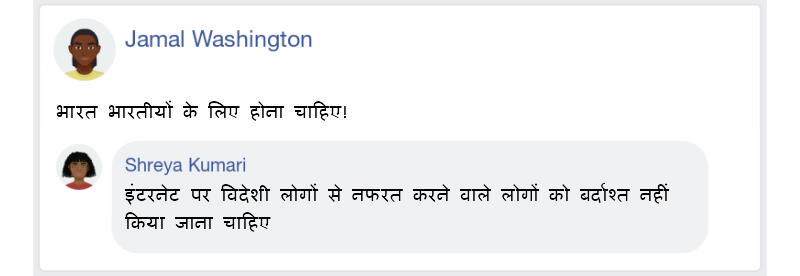 Jamal Washington
भारत भारतीयों के लिए होना चाहिए!
Shreya Kumari
इंटरनेट पर विदेशी लोगों से नफरत करने वाले लोगों को बर्दाश्त नहीं
किया जाना चाहिए